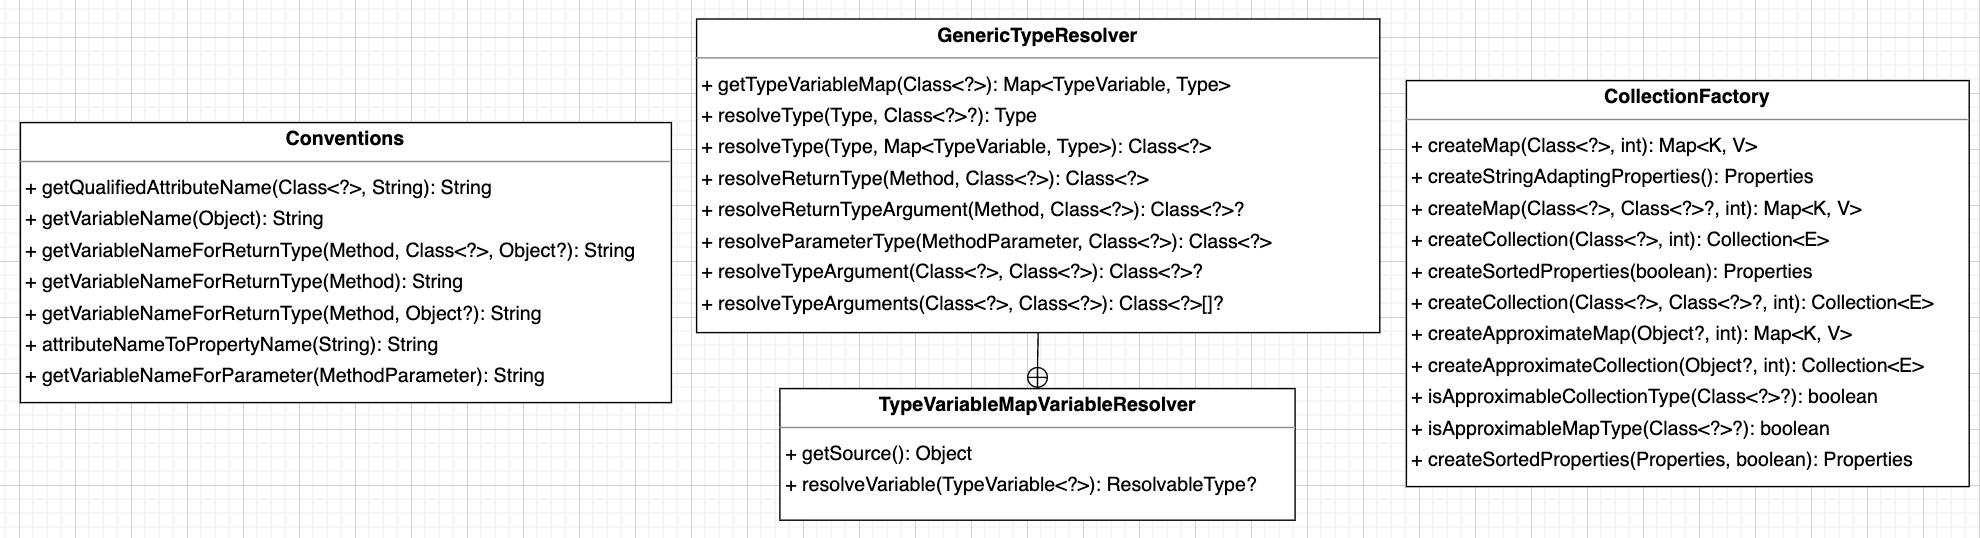 Conventions
+ getQualifiedAttributeName(Class<?>, String): String
+ getVariableName(Object): String
+ getVariableNameForReturnType(Method, Class<?>, Object?): String
+ getVariableNameForReturnType(Method): String
+ getVariableNameForReturnType(Method, Object?): String
+ attributeNameToPropertyName(String): String
+ getVariableNameForParameter(MethodParameter): String
GenericTypeResolver
+ getTypeVariableMap(Class<?>): Map<TypeVariable, Type>
+ resolveType(Type, Class<?>?): Type
+ resolveType(Type, Map<TypeVariable, Type>): Class<?>
+ resolveReturnType(Method, Class<?>): Class<?>
+ resolveReturnTypeArgument(Method, Class<?>): Class<?>?
+ resolveParameterType(MethodParameter, Class<?>): Class<?>
+ resolveTypeArgument(Class<?>, Class<?>): Class<?>?
+ resolveTypeArguments(Class<?>, Class<?>): Class<?>[]?
TypeVariableMapVariableResolver
+ getSource(): Object
+ resolveVariable(TypeVariable<?>): ResolvableType?
CollectionFactory
+ createMap(Class<?>, int): Map<K, V>
+ createStringAdaptingProperties(): Properties
+ createMap(Class<?>, Class<?>?, int): Map<K, V>
+ createCollection(Class<?>, int): Collection<E>
+ createSortedProperties(boolean): Properties
+ createCollection(Class<?>, Class<?>?, int): Collection<E>
+ createApproximateMap(Object?, int): Map<K, V>
+ createApproximateCollection(Object?, int): Collection<E>
+ isApproximableCollectionType(Class<?>?): boolean
+ isApproximableMapType(Class<?>?): boolean
+ createSortedProperties(Properties, boolean): Properties